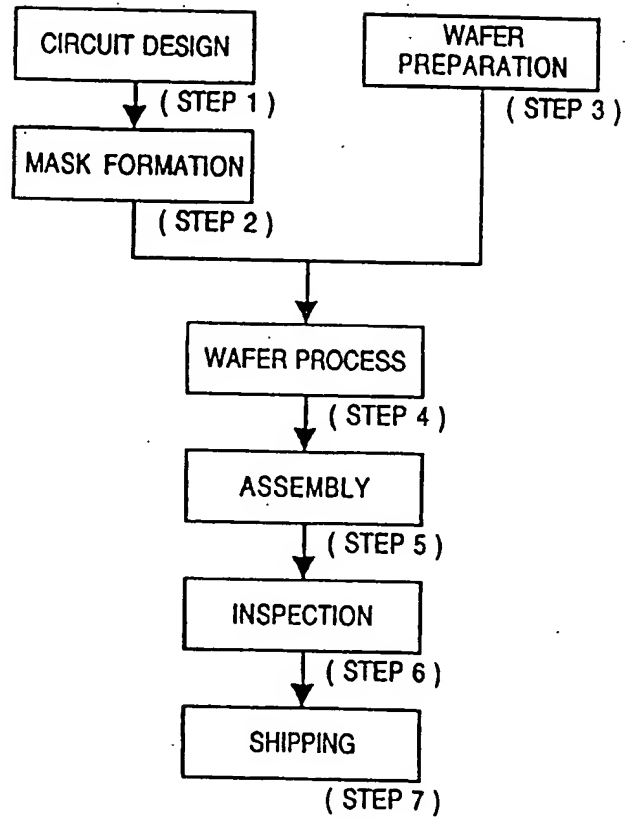 CIRCUIT DESIGN
( STEP 1 )
MASK FORMATION
( STEP 2 )
WAFER
PREPARATION
( STEP 3 )
WAFER PROCESS
( STEP 4 )
ASSEMBLY
( STEP 5 )
INSPECTION
( STEP 6 )
SHIPPING
( STEP 7 )